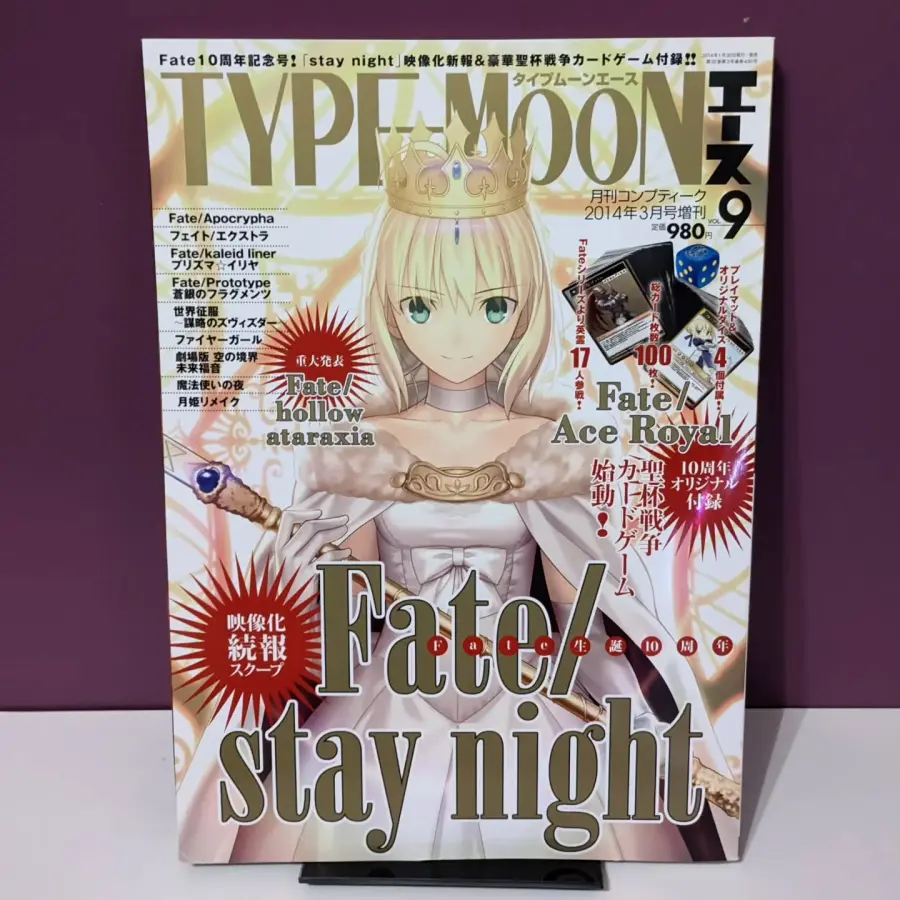 Fate10周年記念号!「stay night」映像化新報&豪華聖杯戦争カードゲーム付録!!
タイプムーンエース
TYPE-MOON
エース
VOL.9
月刊コンプティーク
2014年3月号増刊
定価980円
Fate/Apocrypha
フェイト/エクストラ
Fate/kaleid liner
プリズマ☆イリヤ
Fate/Prototype
蒼銀のフラグメンツ
世界征服
~謀略のズヴィズダー
ファイヤーガール
劇場版 空の境界
未来福音
魔法使いの夜
月姫リメイク
重大発表
Fate/
hollow
ataraxia
プレイマット&
オリジナルダイス4個付属!
総カード枚数100枚!
Fateシリーズより英霊17人参戦!
Fate/
Ace Royal
10周年
オリジナル
付録
聖杯戦争
カードゲーム
始動!
映像化
続報
スクープ
Fate/
Fate生誕10周年
stay night